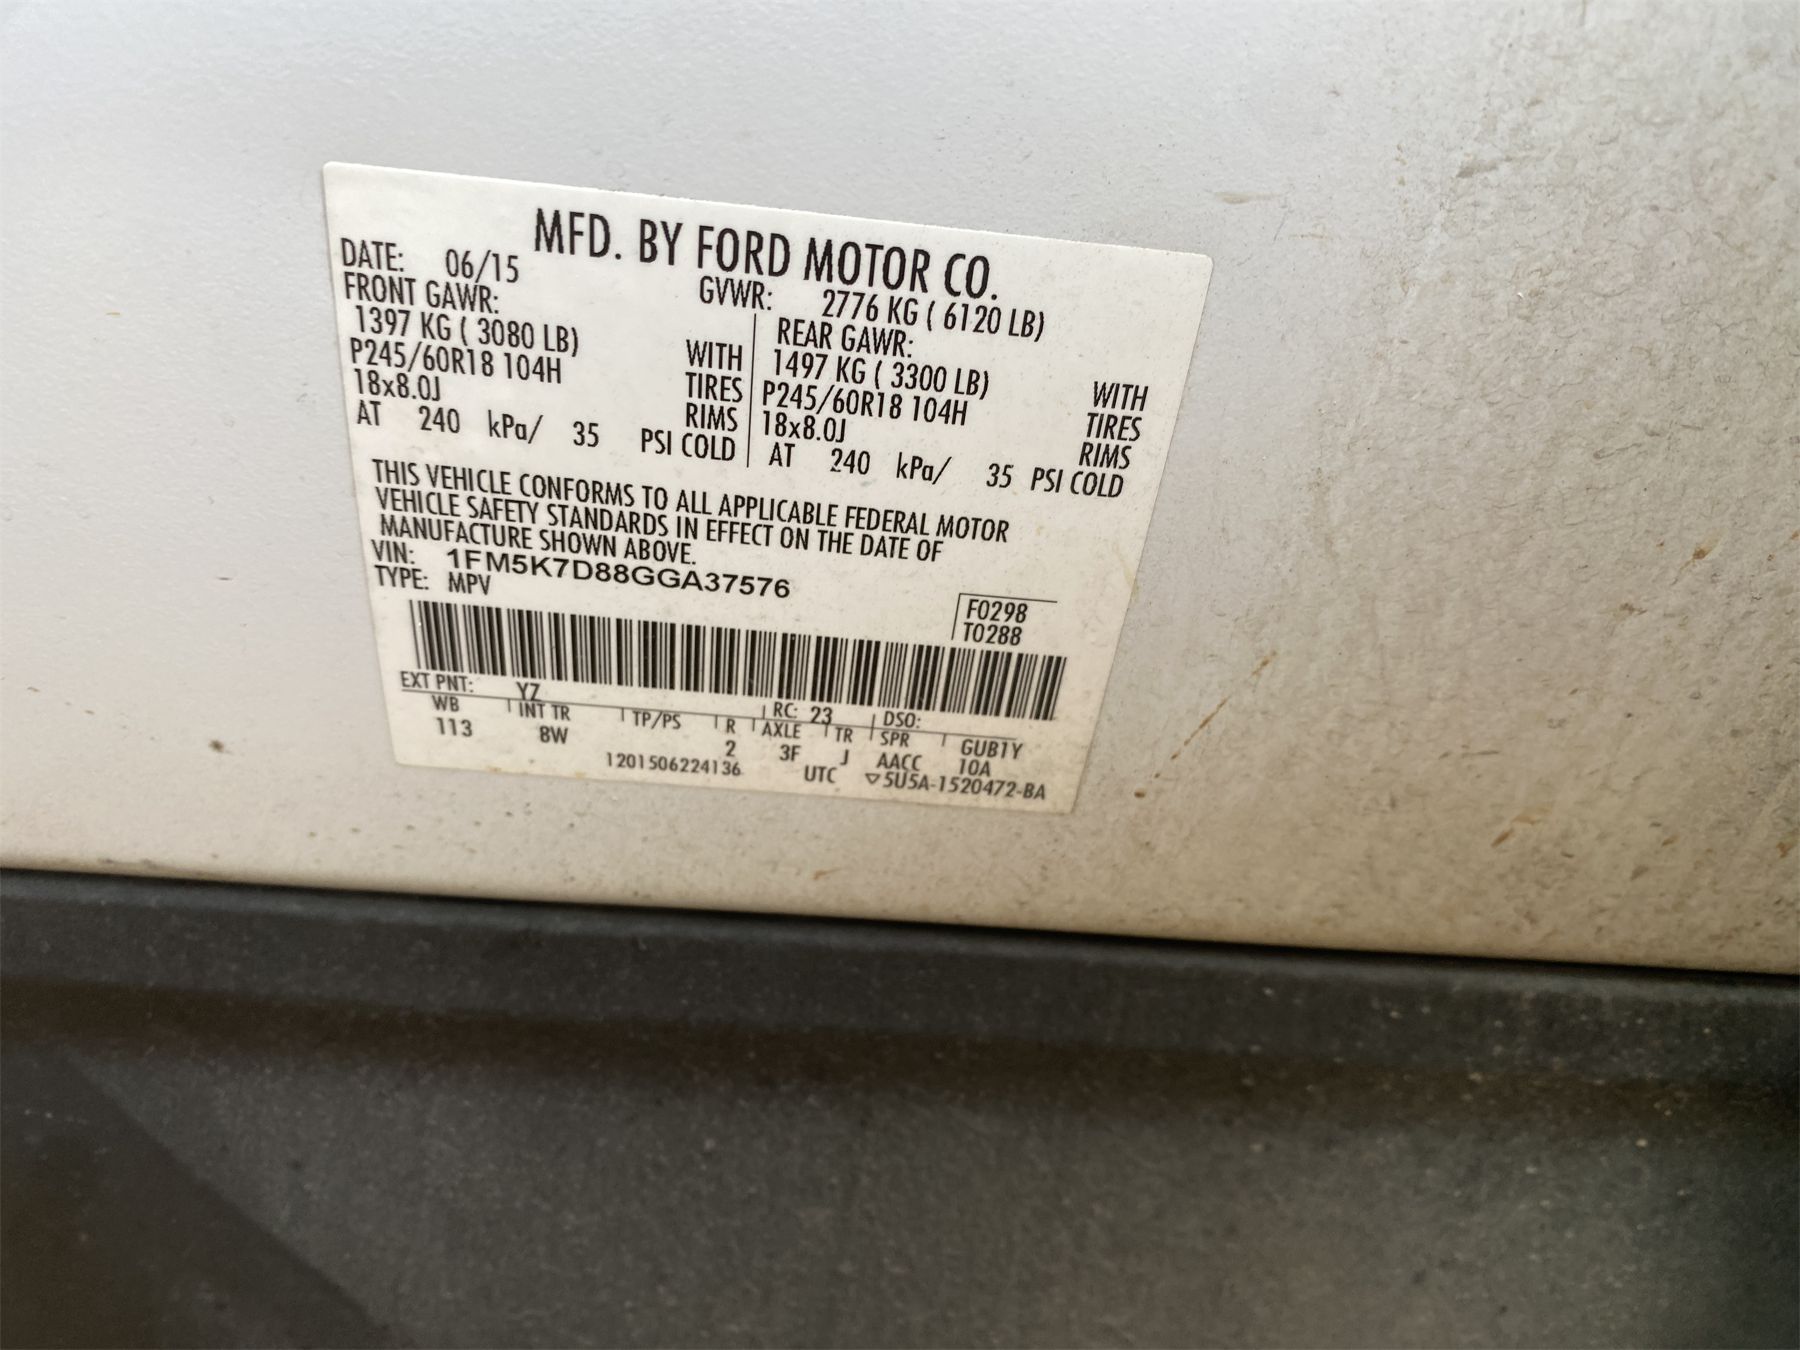 MFD. BY FORD MOTOR CO.
DATE: 06/15 GVWR: 2776 KG ( 6120 LB)
FRONT GAWR: REAR GAWR:
1397 KG ( 3080 LB) WITH 1497 KG ( 3300 LB) WITH
P245/60R18 104H TIRES P245/60R18 104H TIRES
18x8.0J RIMS 18x8.0J RIMS
AT 240 kPa/ 35 PSI COLD AT 240 kPa/ 35 PSI COLD
THIS VEHICLE CONFORMS TO ALL APPLICABLE FEDERAL MOTOR
VEHICLE SAFETY STANDARDS IN EFFECT ON THE DATE OF
MANUFACTURE SHOWN ABOVE.
VIN: 1FM5K7D88GGA37576
TYPE: MPV
F0298
T0288
EXT PNT: YZ RC: 23 DSO:
WB INT TR TP/PS R AXLE TR SPR GUB1Y
113 8W 2 3F J AACC 10A
1201506224136 UTC ▽5U5A-1520472-BA